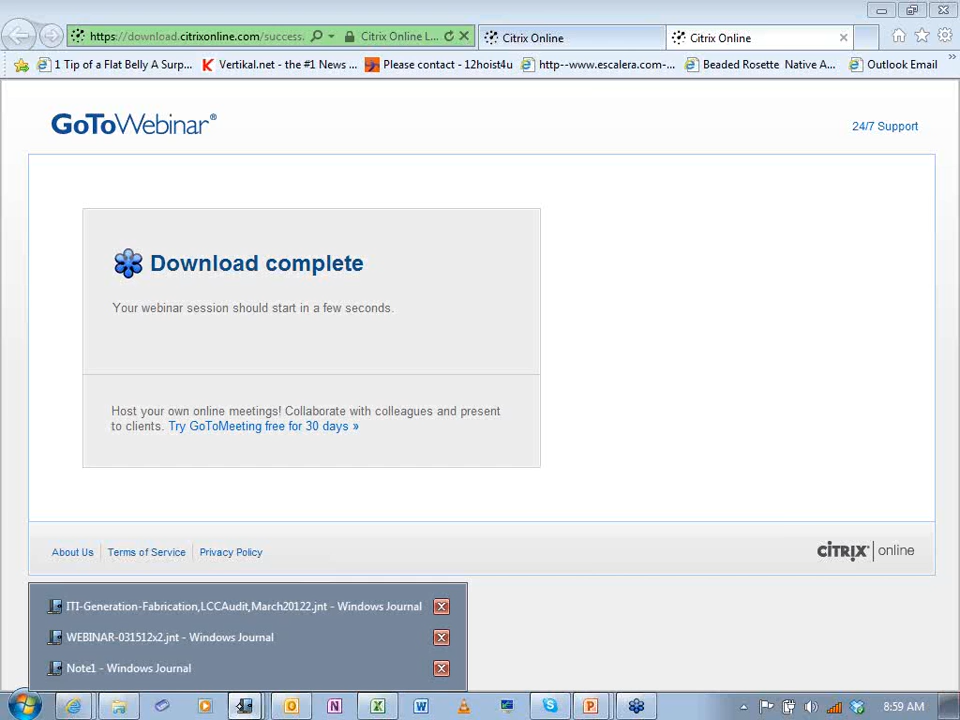 https://download.citrixonline.com/success.
Citrix Online L...
Citrix Online
Citrix Online
1 Tip of a Flat Belly A Surp...
Vertikal.net - the #1 News ...
Please contact - 12hoist4u
http--www.escalera.com-...
Beaded Rosette Native A...
Outlook Email
GoToWebinar®
24/7 Support
Download complete
Your webinar session should start in a few seconds.
Host your own online meetings! Collaborate with colleagues and present
to clients. Try GoToMeeting free for 30 days »
About Us
Terms of Service
Privacy Policy
CITRIX® | online
ITI-Generation-Fabrication,LCCAudit,March20122.jnt - Windows Journal
WEBINAR-031512x2.jnt - Windows Journal
Note1 - Windows Journal
8:59 AM